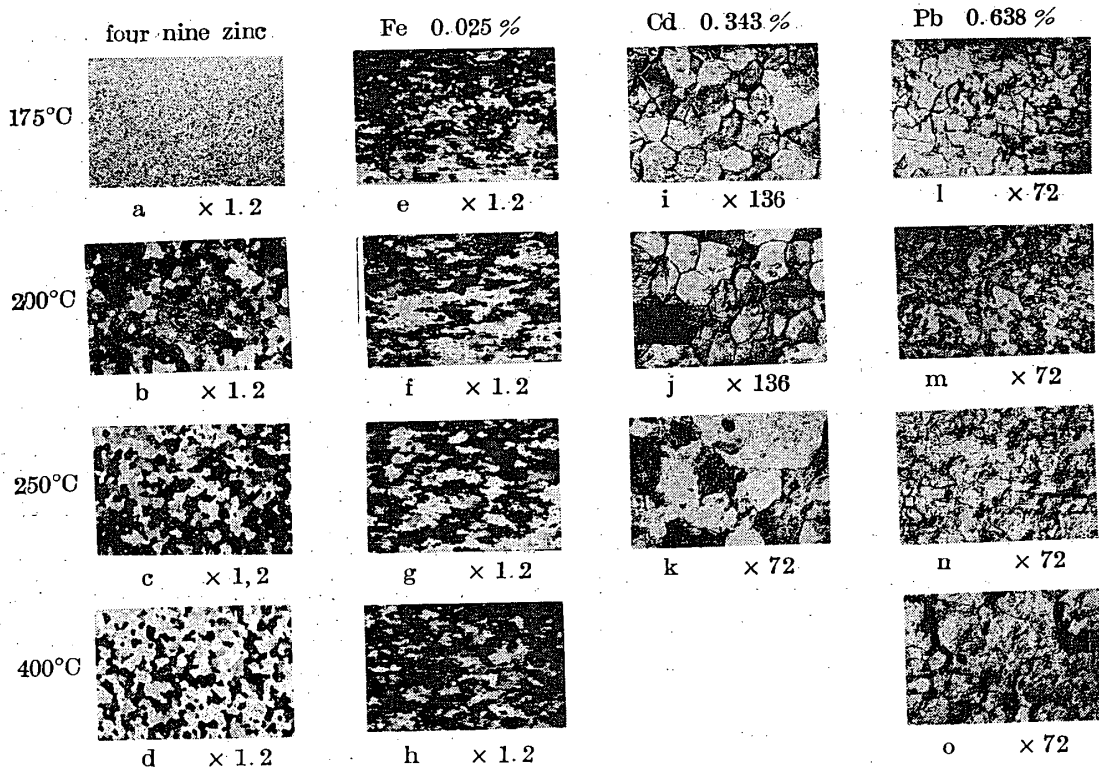 four nine zinc Fe 0.025 % Cd 0.343 % Pb 0.638 %
175°C
a × 1.2 e × 1.2 i × 136 l × 72
200°C
b × 1.2 f × 1.2 j × 136 m × 72
250°C
c × 1,2 g × 1.2 k × 72 n × 72
400°C
d × 1.2 h × 1.2 o × 72